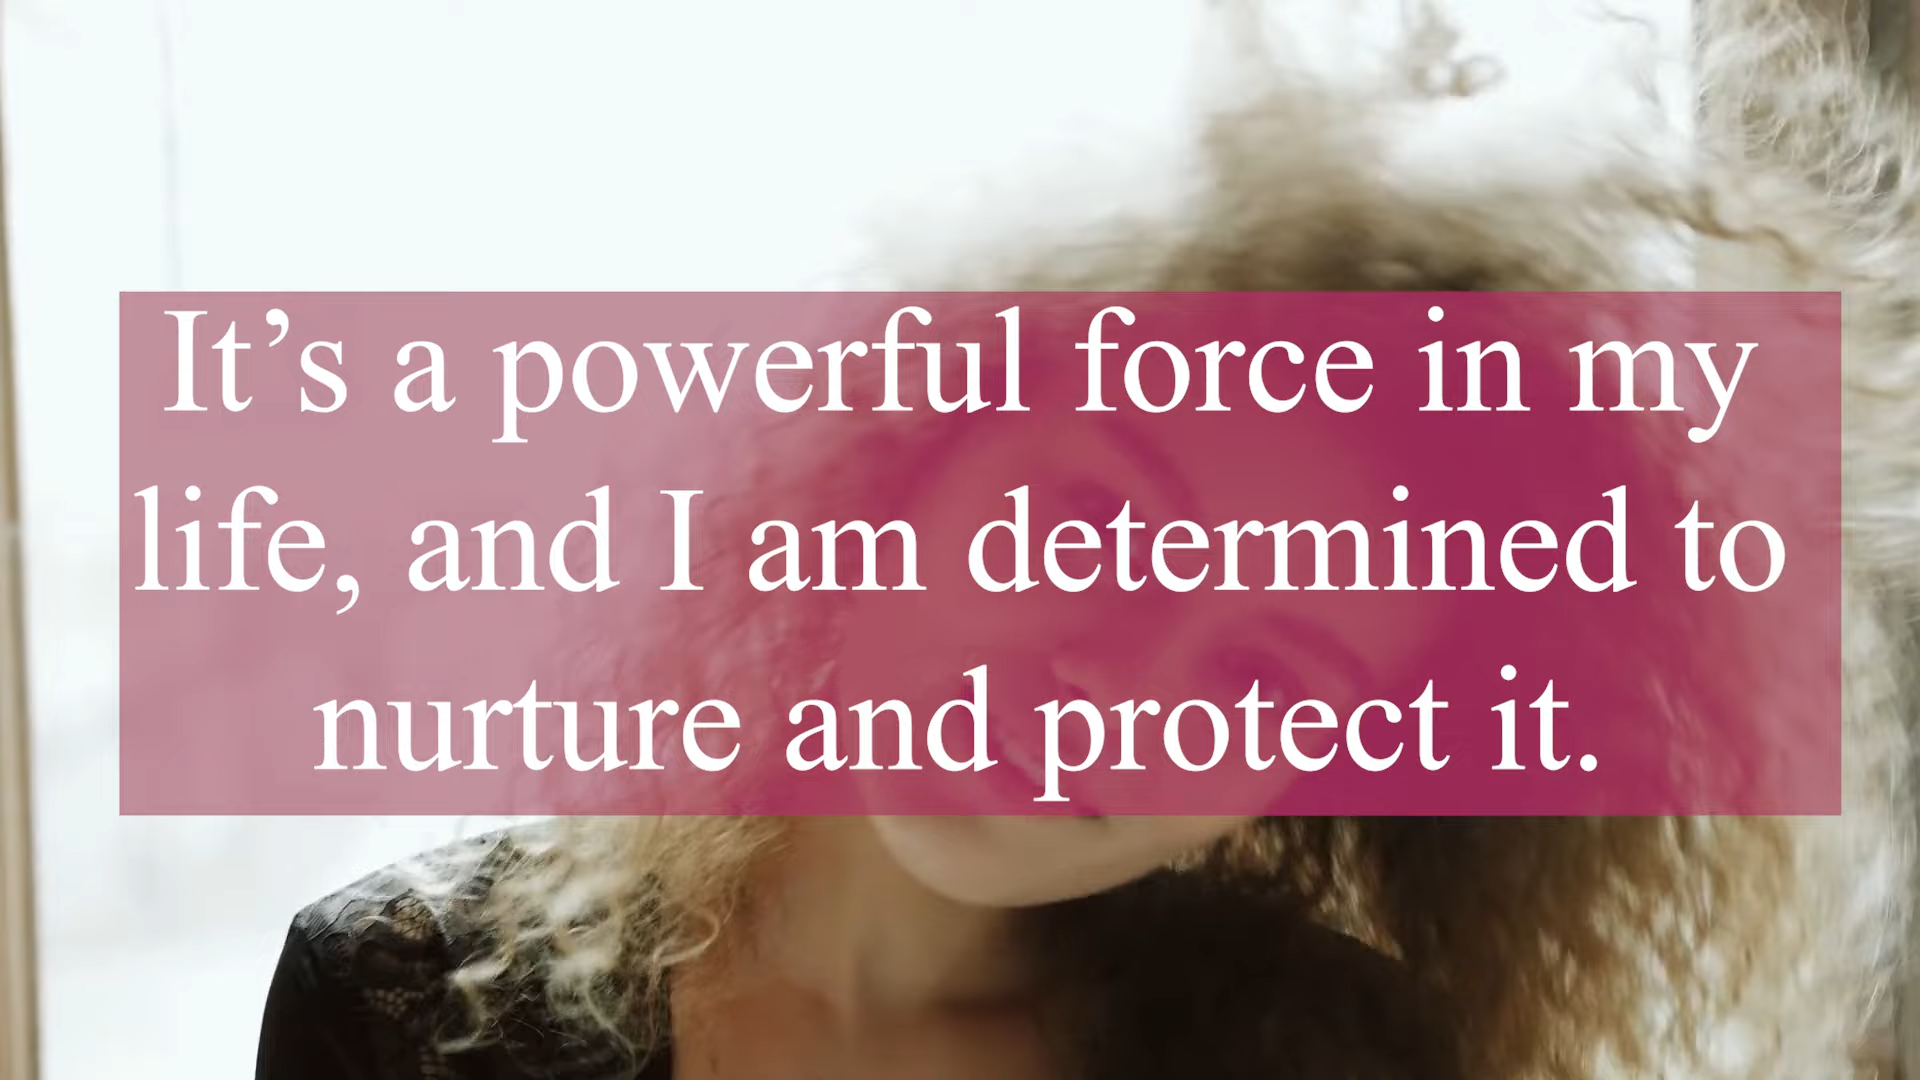 It’s a powerful force in my
life, and I am determined to
nurture and protect it.